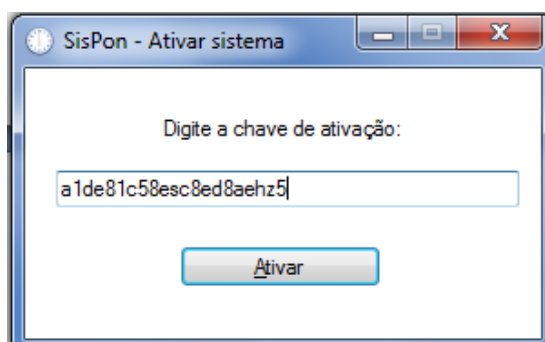 SisPon - Ativar sistema
Digite a chave de ativação:
a1de81c58esc8ed8aehz5
Ativar